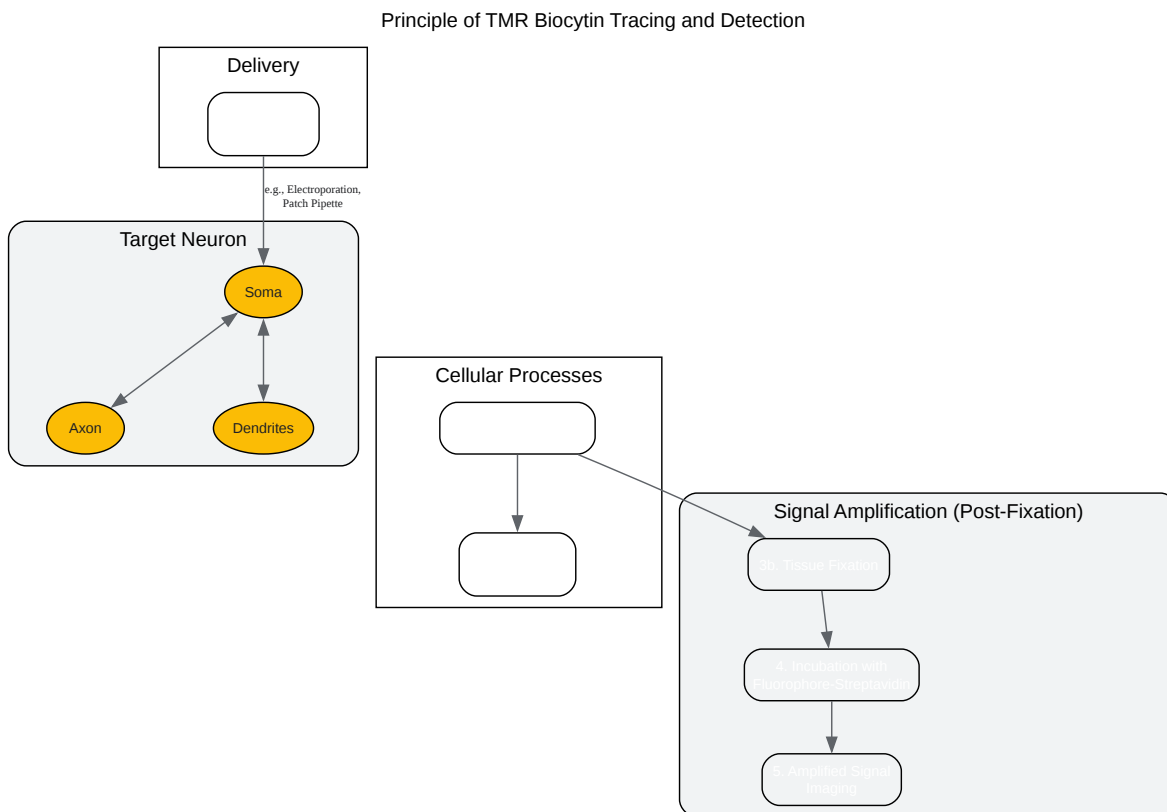 Principle of TMR Biocytin Tracing and Detection
Delivery
e.g., Electroporation,
Patch Pipette
Target Neuron
Soma
Axon
Dendrites
Cellular Processes
Signal Amplification (Post-Fixation)
3b. Tissue Fixation
4. Incubation with
Fluorophore-Streptavidin
5. Amplified Signal
Imaging